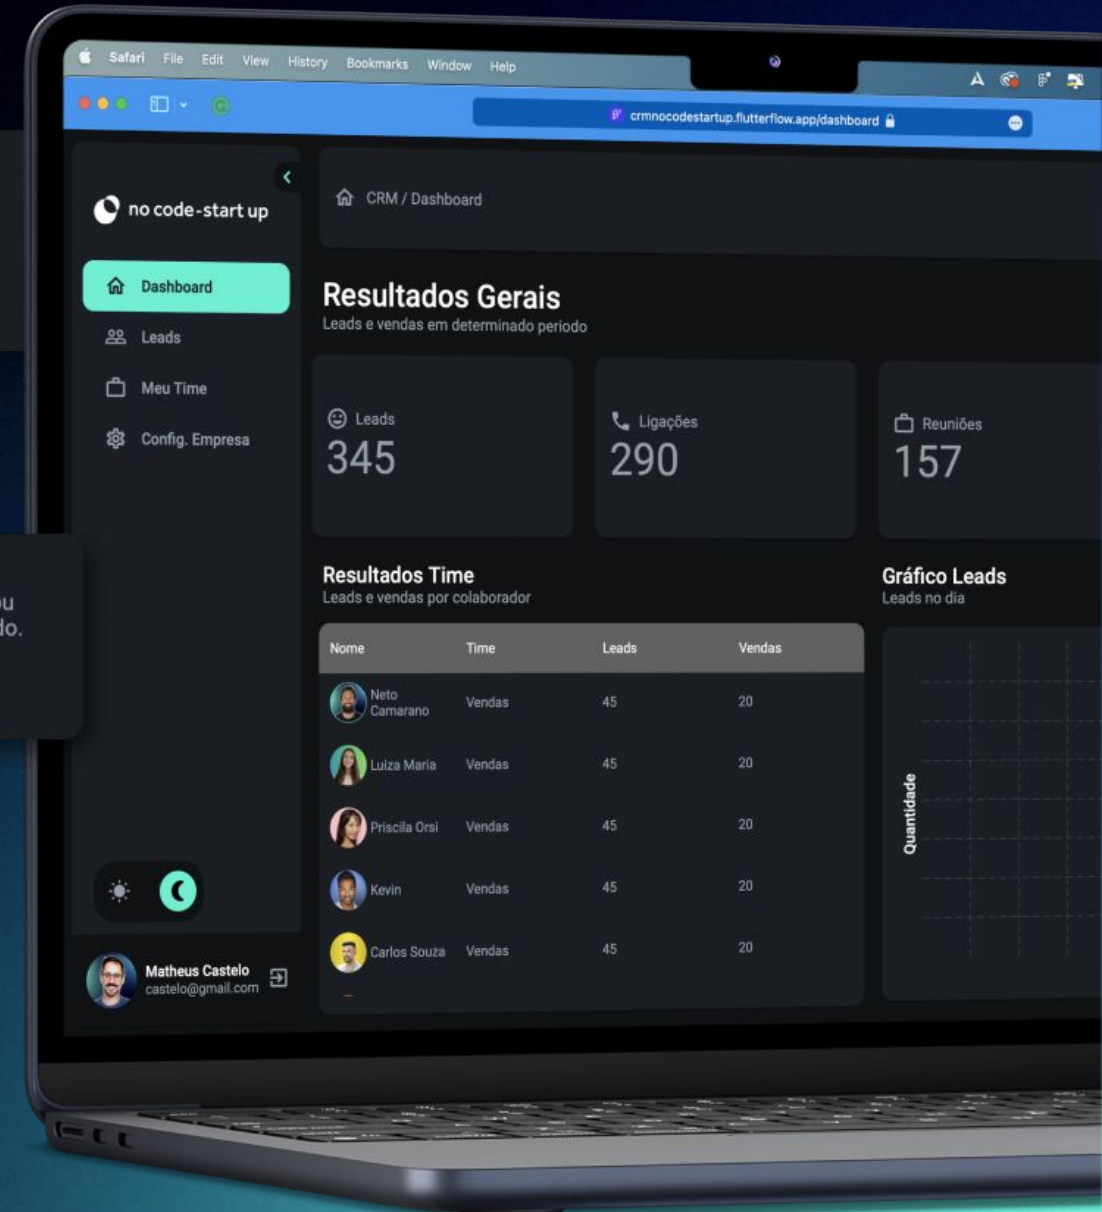 Safari File Edit View History Bookmarks Window Help
crmnocodestartup.flutterflow.app/dashboard
no code-start up
CRM / Dashboard
Dashboard
Leads
Meu Time
Config. Empresa
Resultados Gerais
Leads e vendas em determinado periodo
Leads
345
Ligações
290
Reuniões
157
Resultados Time
Leads e vendas por colaborador
Nome Time Leads Vendas
Neto
Camarano Vendas 45 20
Luiza Maria Vendas 45 20
Priscila Orsi Vendas 45 20
Kevin Vendas 45 20
Carlos Souza Vendas 45 20
Gráfico Leads
Leads no dia
Quantidade
Matheus Castelo
castelo@gmail.com